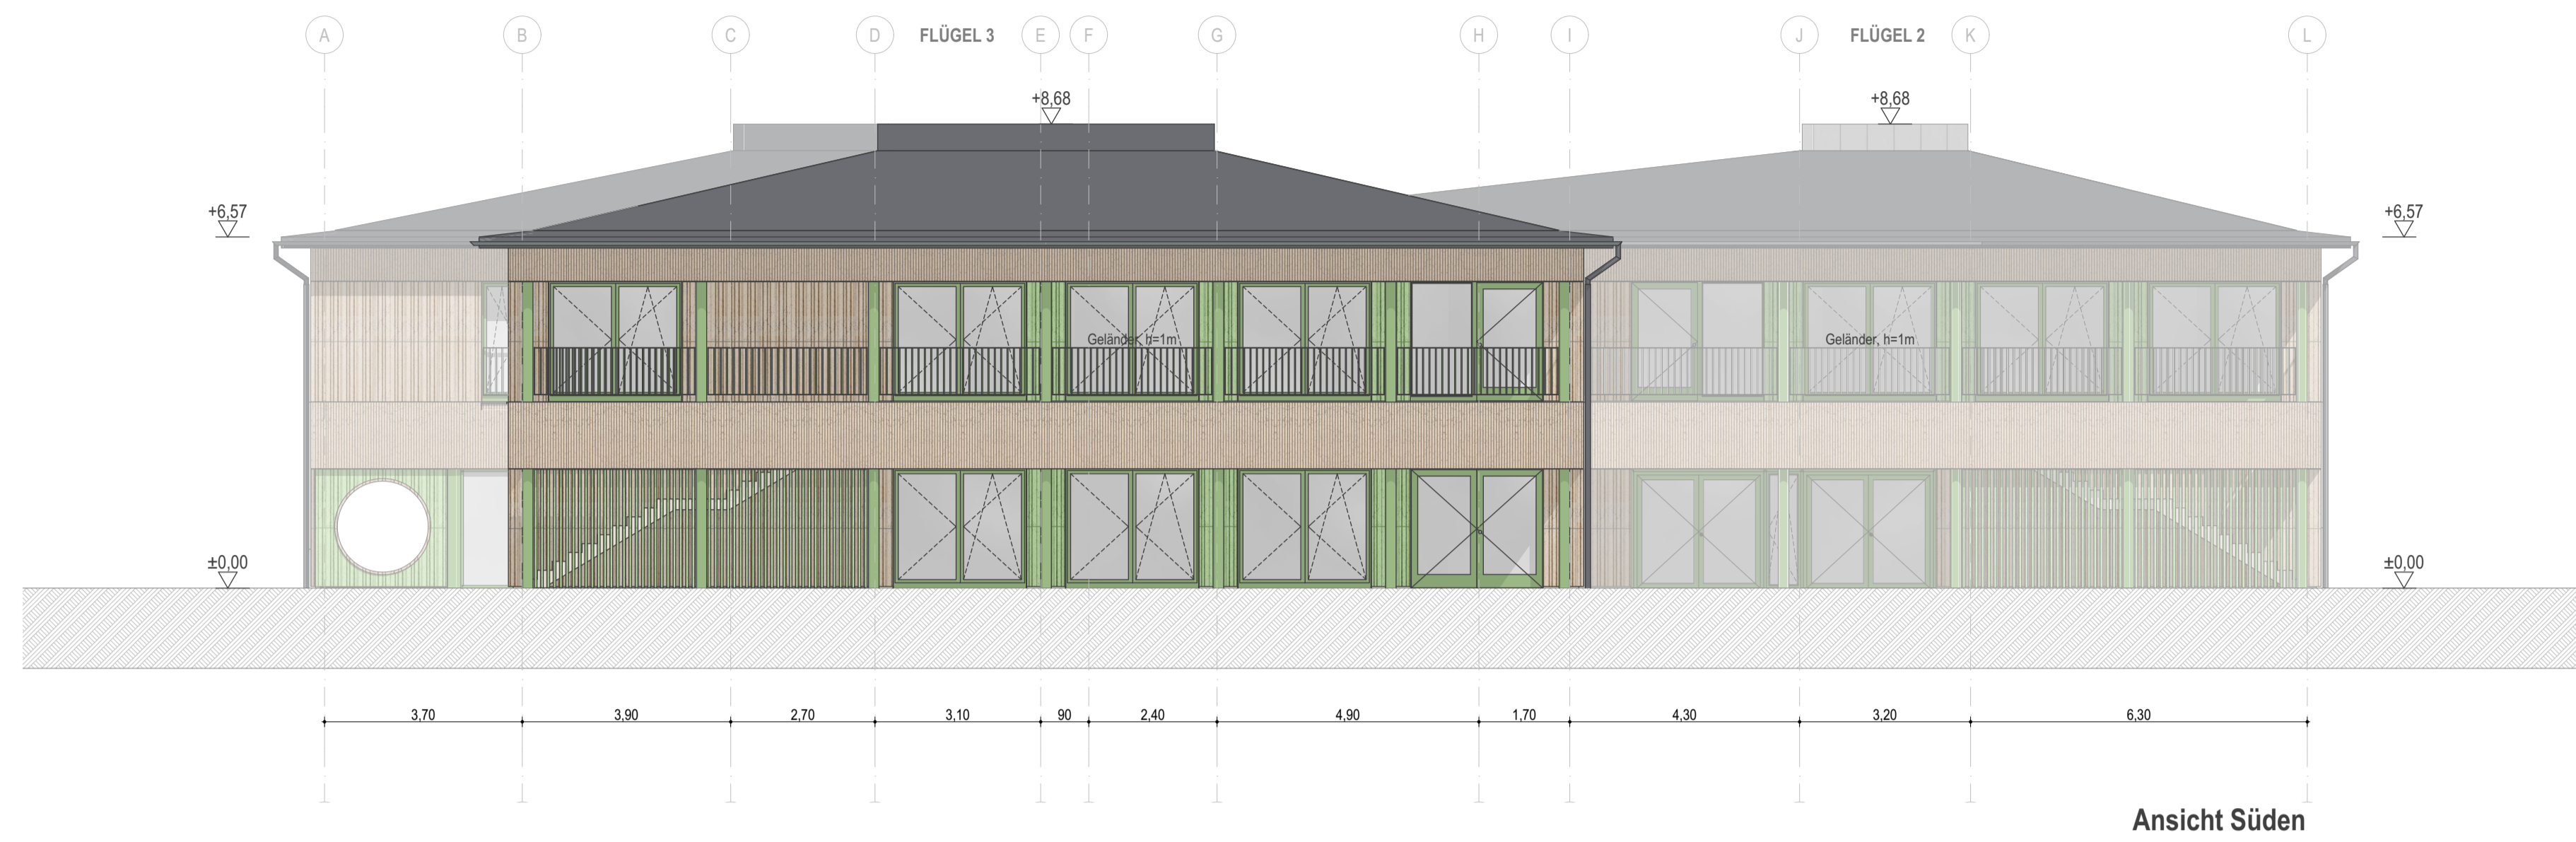 A B C D FLÜGEL 3 E F G H I J FLÜGEL 2 K L
+8,68 +8,68
+6,57 +6,57
Geländer, h=1m Geländer, h=1m
±0,00 ±0,00
3,70 3,90 2,70 3,10 90 2,40 4,90 1,70 4,30 3,20 6,30
Ansicht Süden